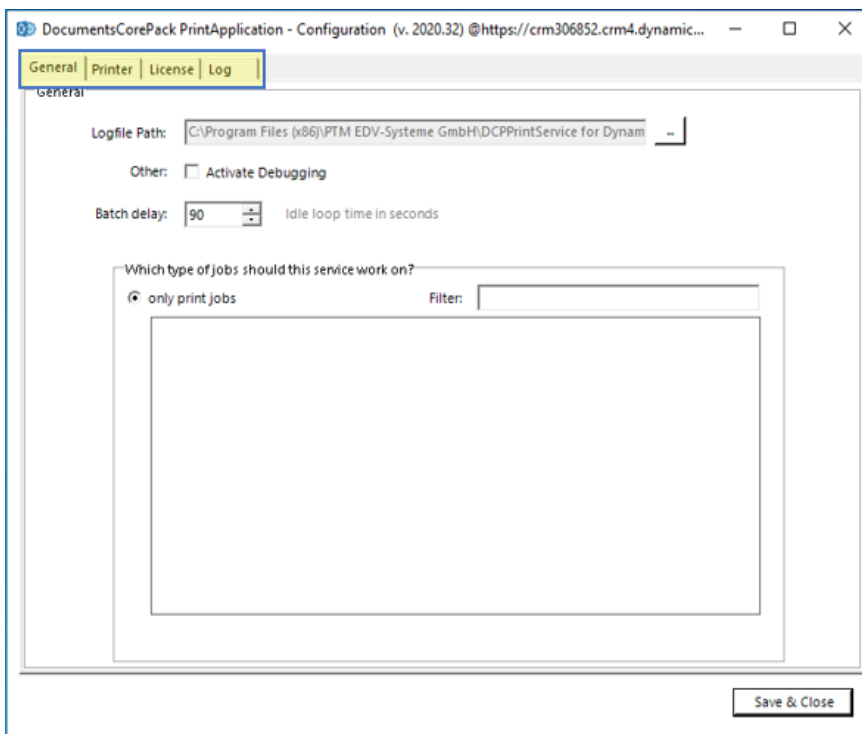 DocumentsCorePack PrintApplication - Configuration (v. 2020.32) @https://crm306852.crm4.dynamic...
General Printer License Log
General
Logfile Path: C:\Program Files (x86)\PTM EDV-Systeme GmbH\DCPPrintService for Dynam ..
Other: Activate Debugging
Batch delay: 90 Idle loop time in seconds
Which type of jobs should this service work on?
only print jobs Filter:
Save & Close